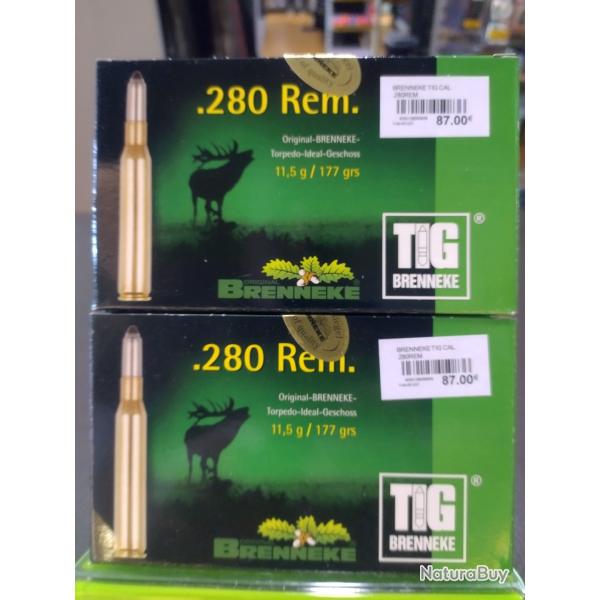 .280 Rem.
BRENNEKE TIG CAL.
280REM
87.00€
Original-BRENNEKE-
Torpedo-Ideal-Geschoss
11,5 g / 177 grs
TIG ®
BRENNEKE
ORIGINAL
BRENNEKE ®
.280 Rem.
BRENNEKE TIG CAL.
280REM
87.00€
Original-BRENNEKE-
Torpedo-Ideal-Geschoss
11,5 g / 177 grs
TIG ®
BRENNEKE
BRENNEKE
NaturaBuy